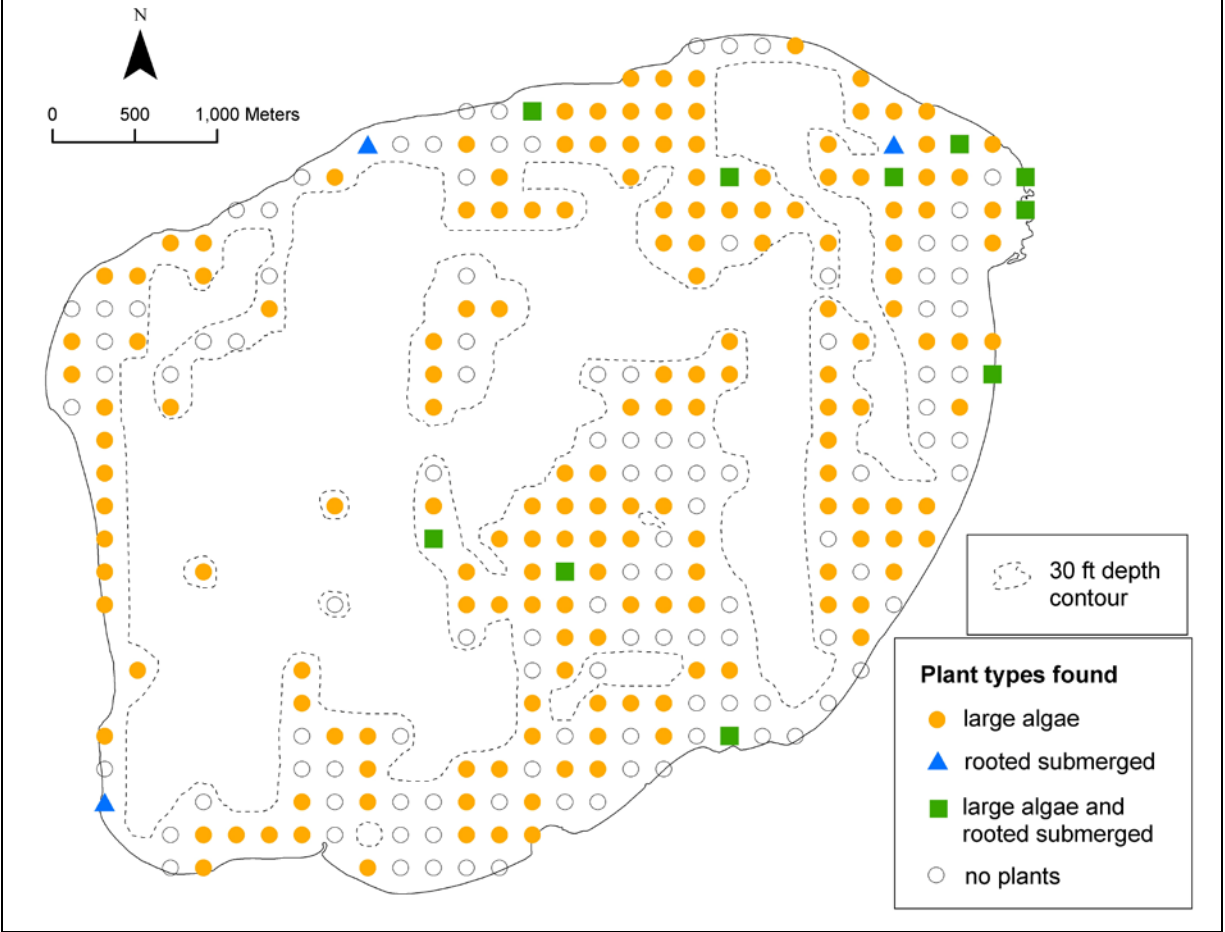 N
0 500 1,000 Meters
30 ft depth
contour
Plant types found
large algae
rooted submerged
large algae and
rooted submerged
no plants